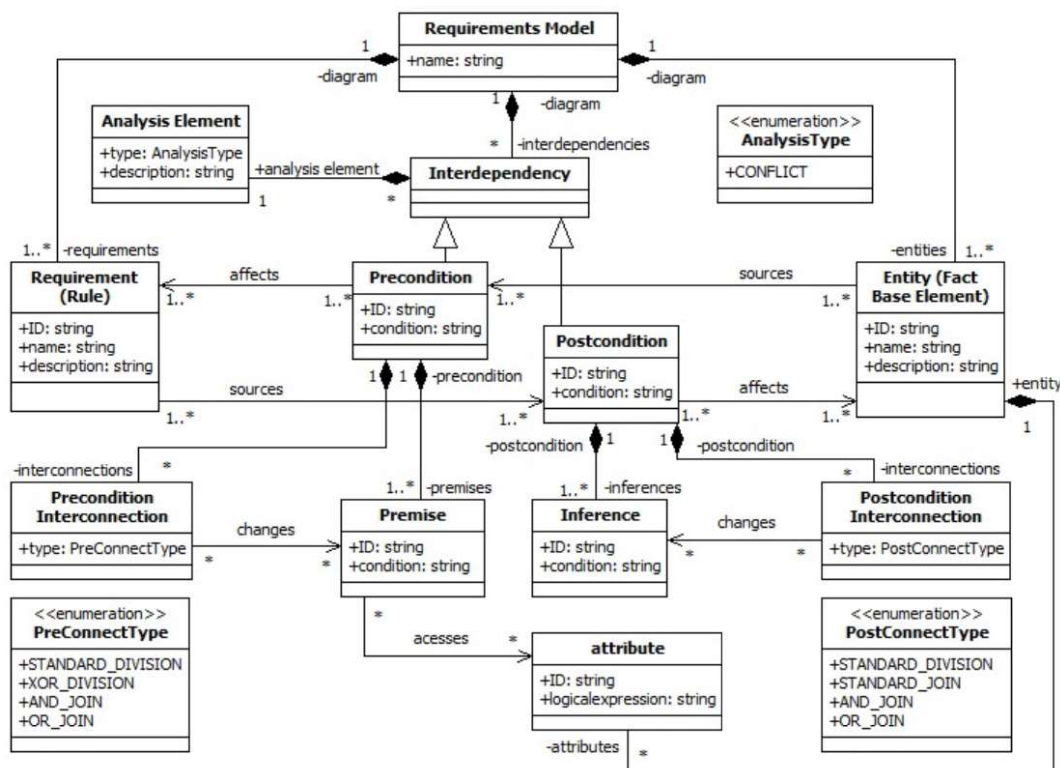 Requirements Model
+name: string
1
-diagram
1
-diagram
1
-diagram
Analysis Element
+type: AnalysisType
+description: string
+analysis element
1
*
* -interdependencies
Interdependency
<<enumeration>>
AnalysisType
+CONFLICT
1..* -requirements
-entities 1..*
Requirement
(Rule)
+ID: string
+name: string
+description: string
affects
1..*
1..*
Precondition
+ID: string
+condition: string
sources
1..*
1..*
Entity (Fact
Base Element)
+ID: string
+name: string
+description: string
Postcondition
+ID: string
+condition: string
1 1 -precondition
sources
1..*
1..*
affects
1..*
1..*
+entity
1
-postcondition 1
1 -postcondition
-interconnections *
1..* -premises
1..* -inferences
* -interconnections
Precondition
Interconnection
+type: PreConnectType
changes
*
*
Premise
+ID: string
+condition: string
Inference
+ID: string
+condition: string
changes
*
*
Postcondition
Interconnection
+type: PostConnectType
<<enumeration>>
PreConnectType
+STANDARD_DIVISION
+XOR_DIVISION
+AND_JOIN
+OR_JOIN
*
acesses
*
attribute
+ID: string
+logicalexpression: string
-attributes *
<<enumeration>>
PostConnectType
+STANDARD_DIVISION
+STANDARD_JOIN
+AND_JOIN
+OR_JOIN